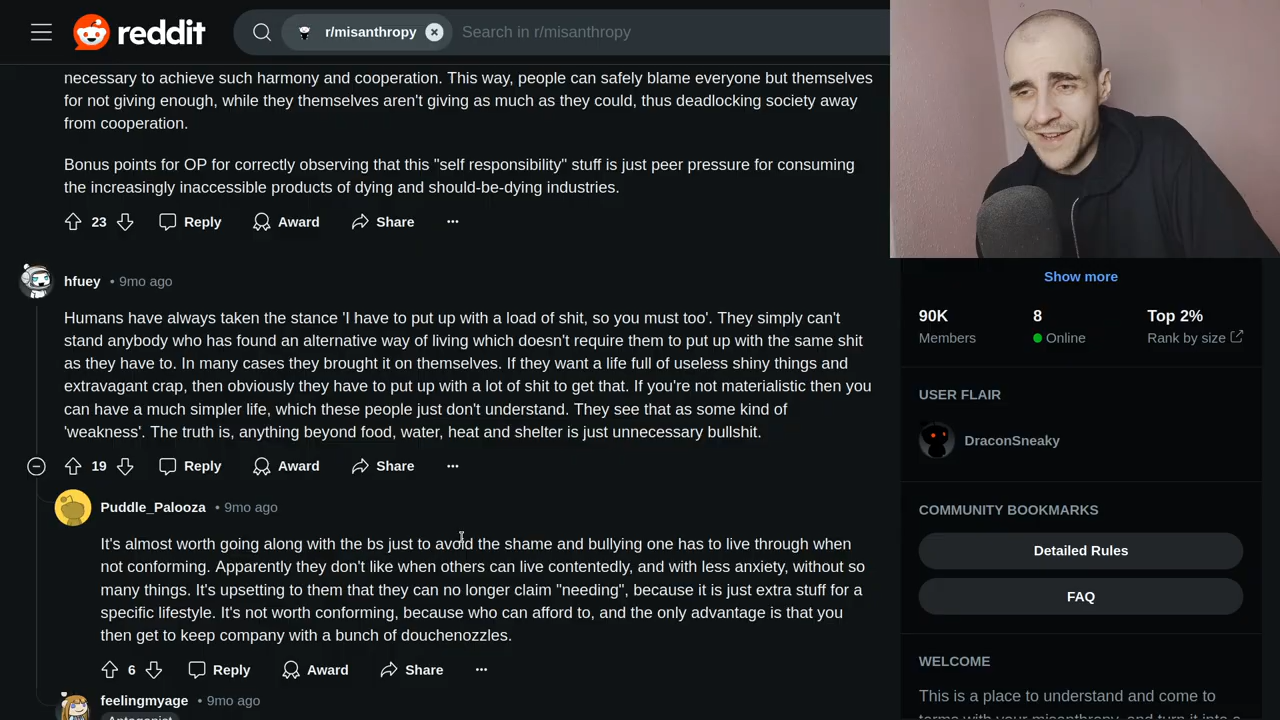 reddit
r/misanthropy
Search in r/misanthropy
necessary to achieve such harmony and cooperation. This way, people can safely blame everyone but themselves
for not giving enough, while they themselves aren't giving as much as they could, thus deadlocking society away
from cooperation.
Bonus points for OP for correctly observing that this "self responsibility" stuff is just peer pressure for consuming
the increasingly inaccessible products of dying and should-be-dying industries.
23 Reply Award Share ...
hfuey • 9mo ago
Humans have always taken the stance 'I have to put up with a load of shit, so you must too'. They simply can't
stand anybody who has found an alternative way of living which doesn't require them to put up with the same shit
as they have to. In many cases they brought it on themselves. If they want a life full of useless shiny things and
extravagant crap, then obviously they have to put up with a lot of shit to get that. If you're not materialistic then you
can have a much simpler life, which these people just don't understand. They see that as some kind of
'weakness'. The truth is, anything beyond food, water, heat and shelter is just unnecessary bullshit.
19 Reply Award Share ...
Puddle_Palooza • 9mo ago
It's almost worth going along with the bs just to avoid the shame and bullying one has to live through when
not conforming. Apparently they don't like when others can live contentedly, and with less anxiety, without so
many things. It's upsetting to them that they can no longer claim "needing", because it is just extra stuff for a
specific lifestyle. It's not worth conforming, because who can afford to, and the only advantage is that you
then get to keep company with a bunch of douchenozzles.
6 Reply Award Share ...
feelingmyage • 9mo ago
Antagonist
Show more
90K 8 Top 2%
Members Online Rank by size
USER FLAIR
DraconSneaky
COMMUNITY BOOKMARKS
Detailed Rules
FAQ
WELCOME
This is a place to understand and come to
terms with your misanthropy, and turn it into a